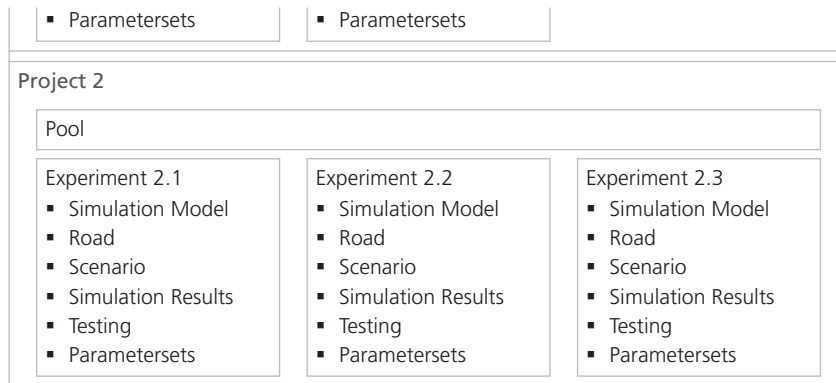 ▪ Parametersets
▪ Parametersets
Project 2
Pool
Experiment 2.1
▪ Simulation Model
▪ Road
▪ Scenario
▪ Simulation Results
▪ Testing
▪ Parametersets
Experiment 2.2
▪ Simulation Model
▪ Road
▪ Scenario
▪ Simulation Results
▪ Testing
▪ Parametersets
Experiment 2.3
▪ Simulation Model
▪ Road
▪ Scenario
▪ Simulation Results
▪ Testing
▪ Parametersets